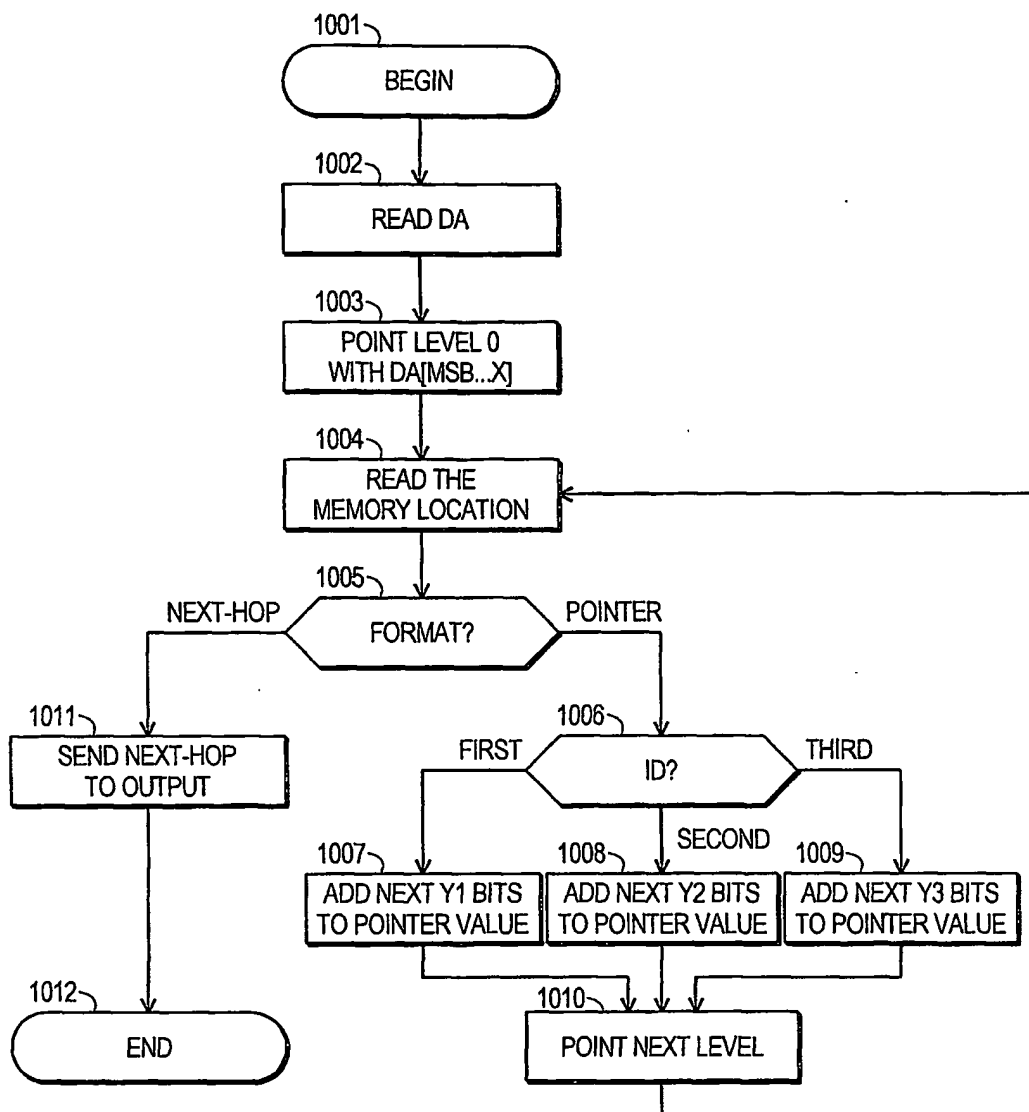 1001
BEGIN
1002
READ DA
1003
POINT LEVEL 0
WITH DA[MSB...X]
1004
READ THE
MEMORY LOCATION
1005
NEXT-HOP
FORMAT?
POINTER
1011
SEND NEXT-HOP
TO OUTPUT
1006
FIRST
ID?
THIRD
SECOND
1007
ADD NEXT Y1 BITS
TO POINTER VALUE
1008
ADD NEXT Y2 BITS
TO POINTER VALUE
1009
ADD NEXT Y3 BITS
TO POINTER VALUE
1012
END
1010
POINT NEXT LEVEL